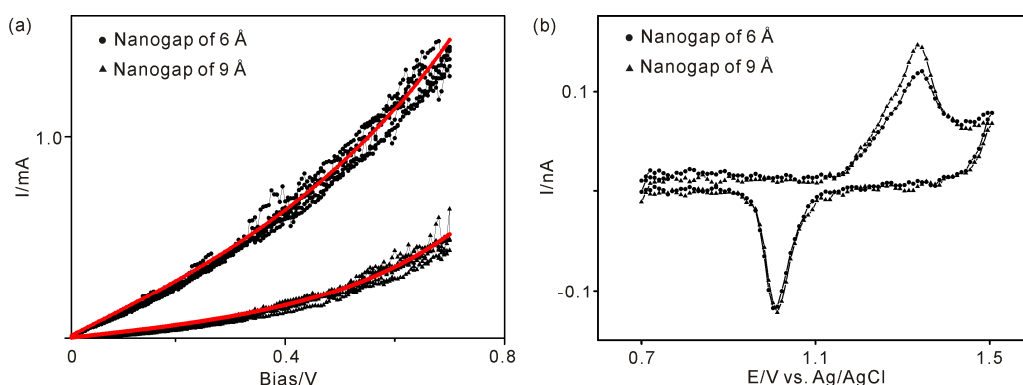 (a)
Nanogap of 6 Å
Nanogap of 9 Å
1.0
I/mA
0
0.4
0.8
Bias/V
(b)
Nanogap of 6 Å
Nanogap of 9 Å
0.1
-0.1
I/nA
0.7
1.1
1.5
E/V vs. Ag/AgCl